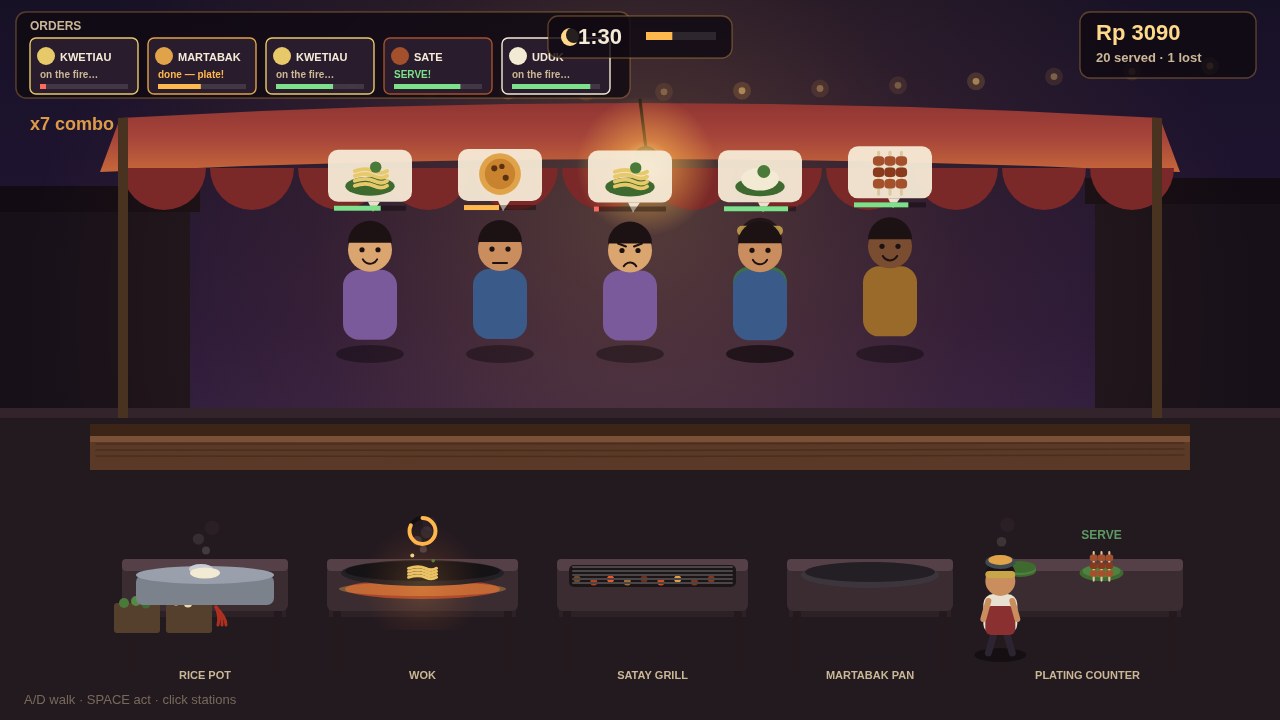 ORDERS
KWETIAU
on the fire…
MARTABAK
done — plate!
KWETIAU
on the fire…
SATE
SERVE!
UDUK
on the fire…
1:30
Rp 3090
20 served · 1 lost
x7 combo
SERVE
RICE POT
WOK
SATAY GRILL
MARTABAK PAN
PLATING COUNTER
A/D walk · SPACE act · click stations